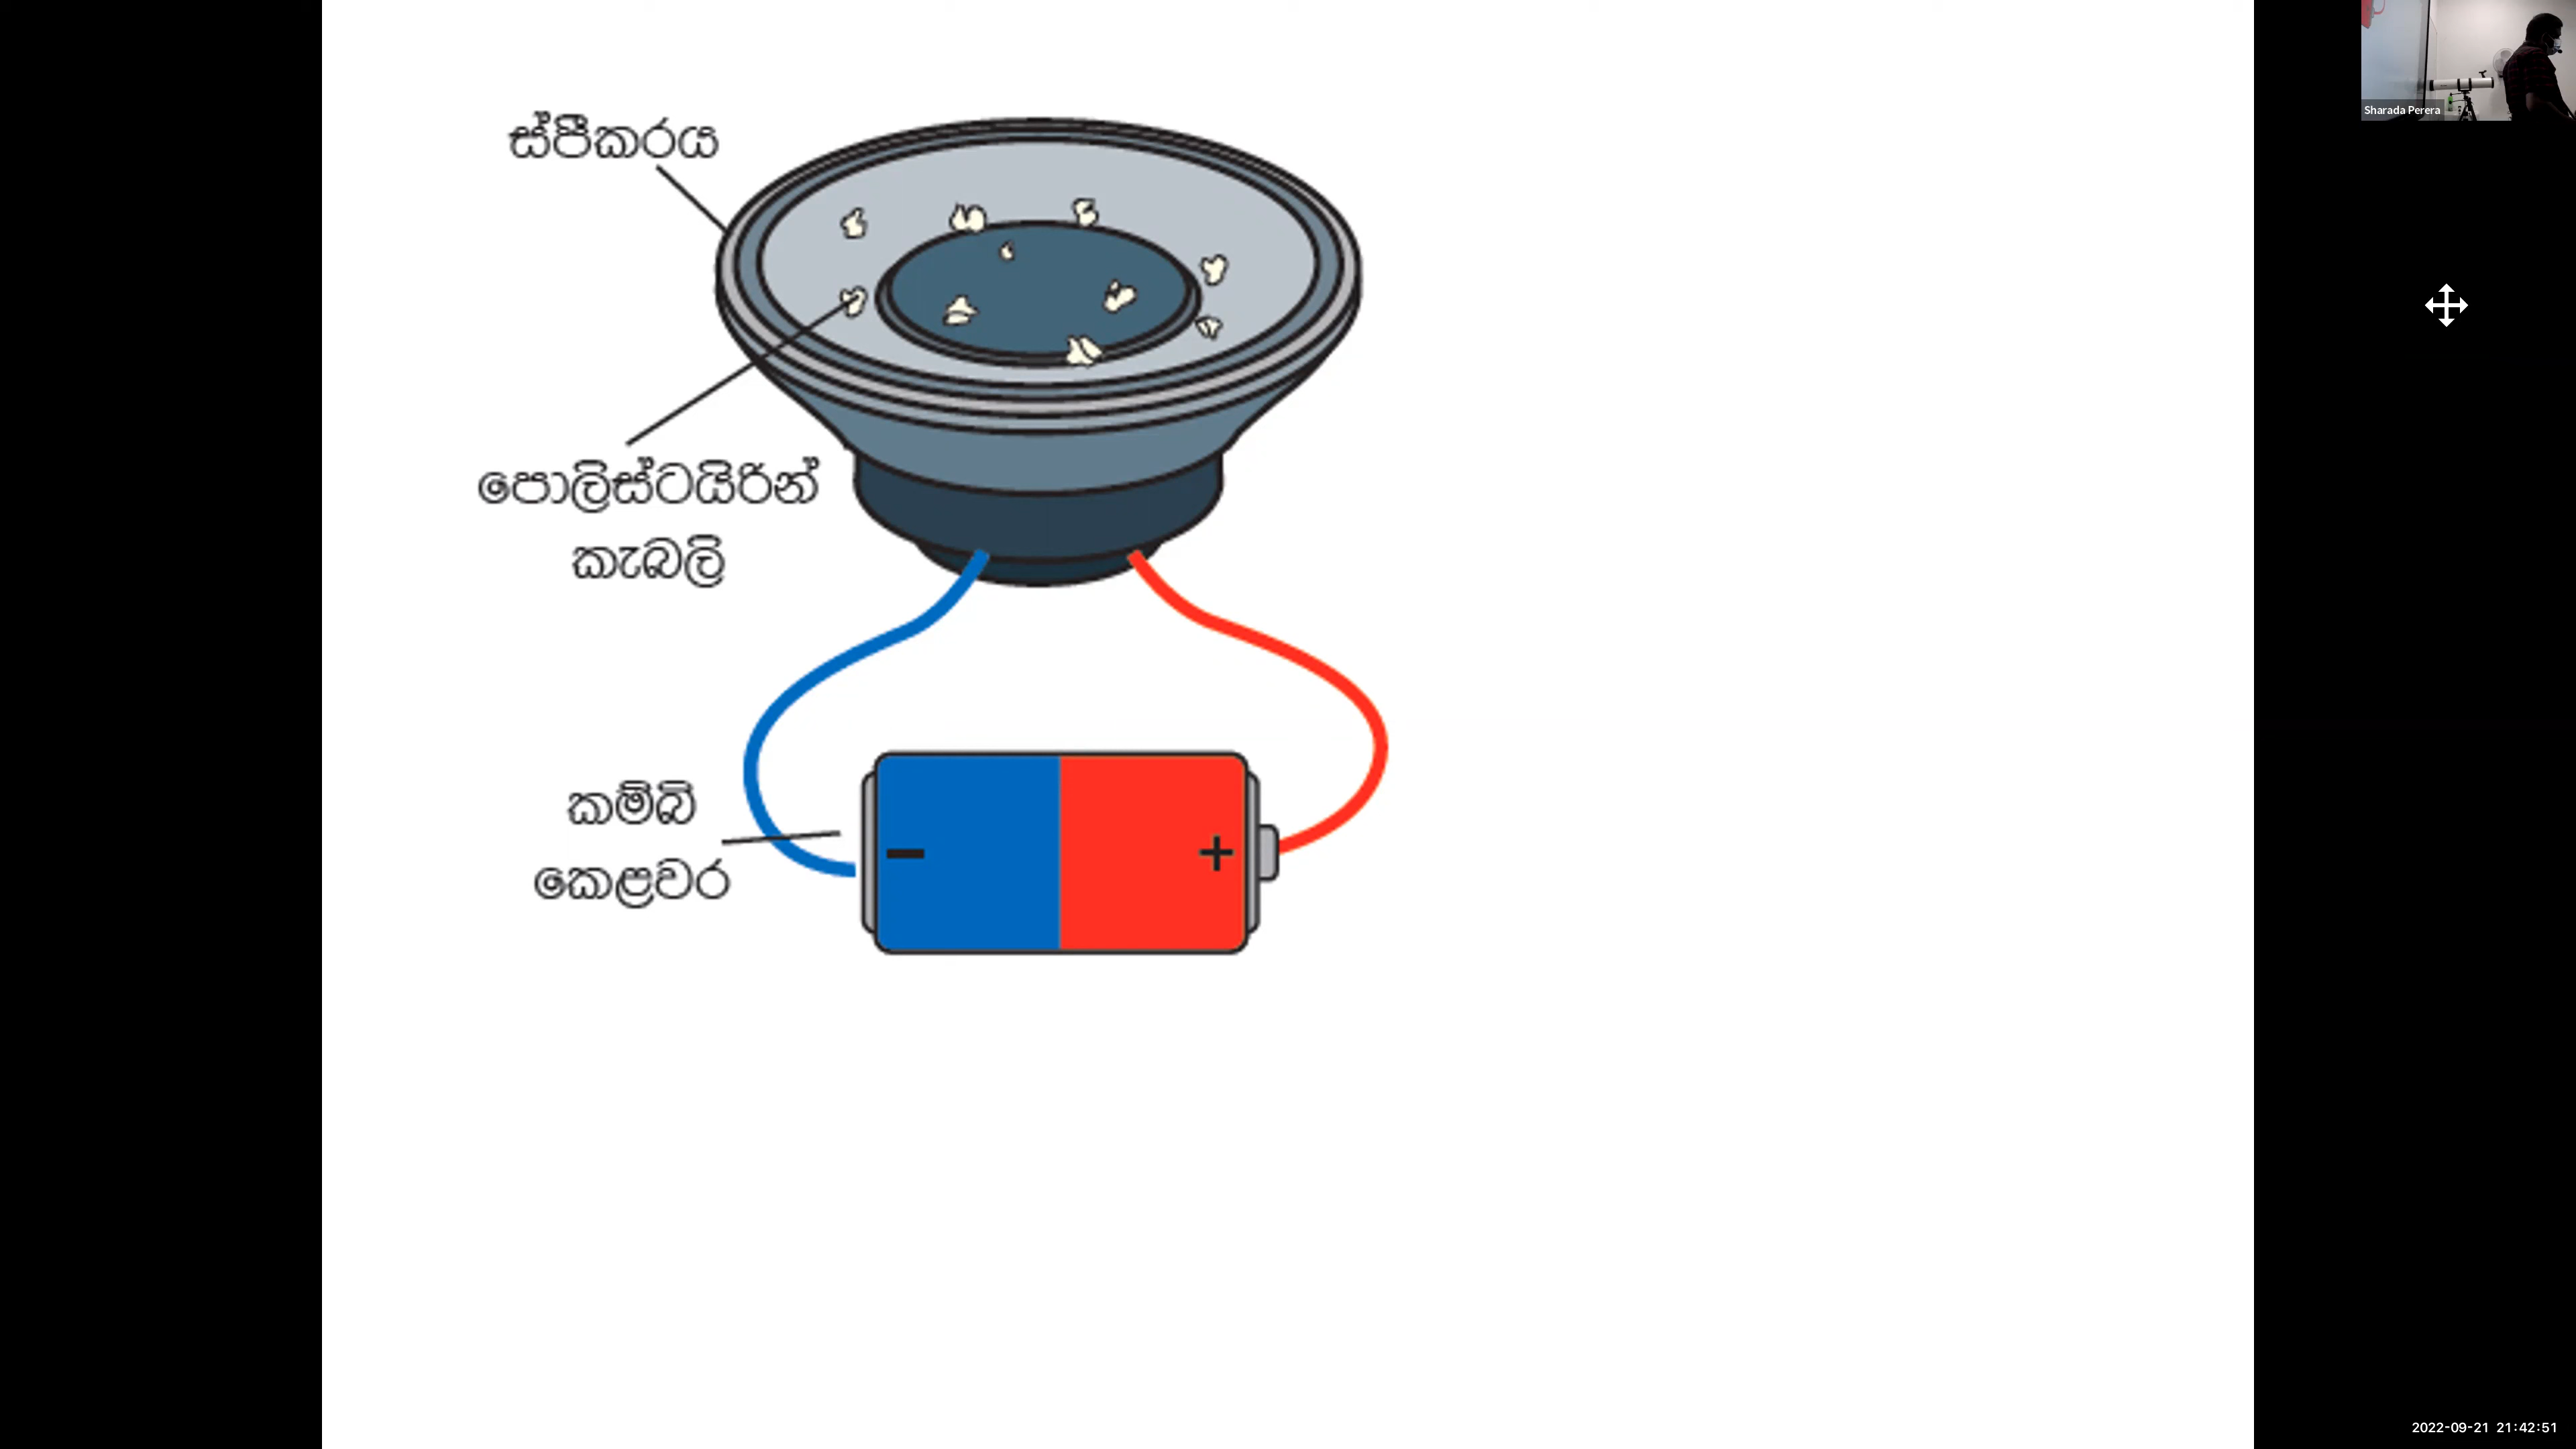 Sharada Perera
ස්පීකරය
පොලිස්ටයිරින්
කැබලි
කම්බි
කෙළවර
−
+
2022-09-21 21:42:51